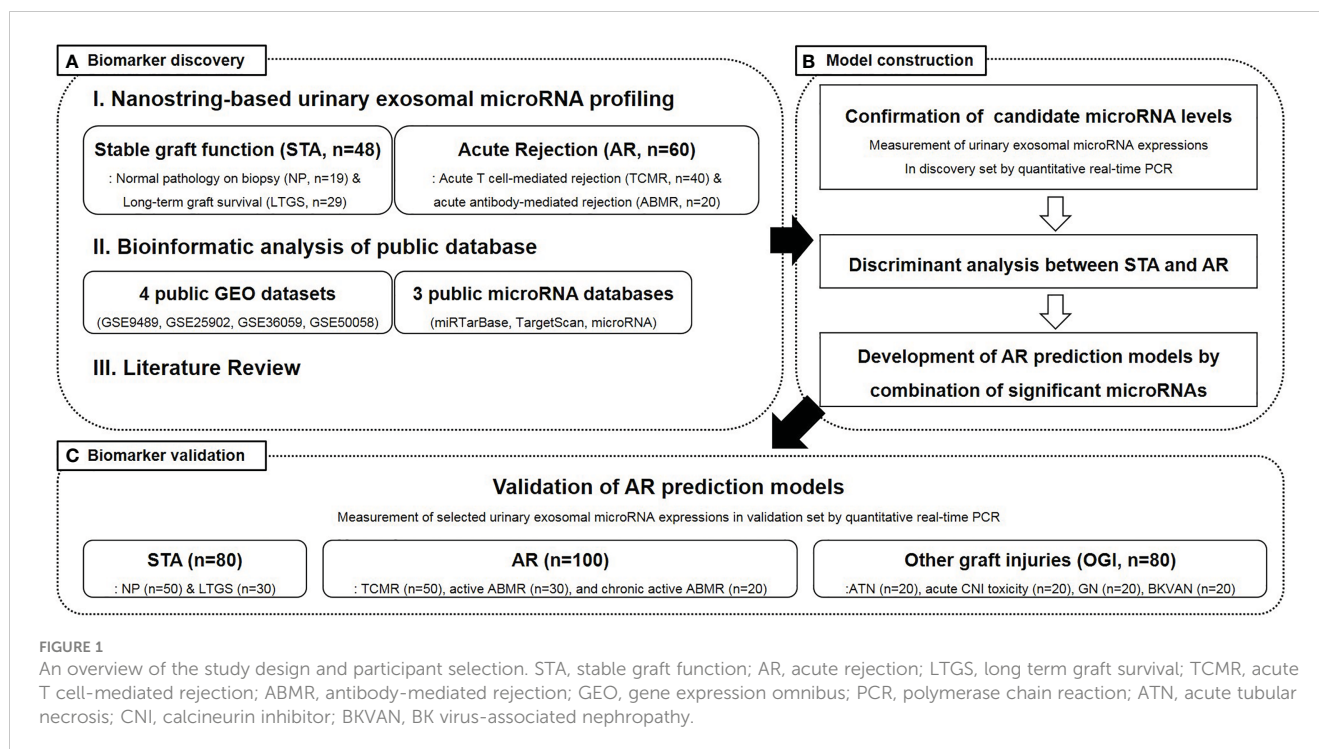 A Biomarker discovery
I. Nanostring-based urinary exosomal microRNA profiling
Stable graft function (STA, n=48)
: Normal pathology on biopsy (NP, n=19) &
Long-term graft survival (LTGS, n=29)
Acute Rejection (AR, n=60)
: Acute T cell-mediated rejection (TCMR, n=40) &
acute antibody-mediated rejection (ABMR, n=20)
II. Bioinformatic analysis of public database
4 public GEO datasets
(GSE9489, GSE25902, GSE36059, GSE50058)
3 public microRNA databases
(miRTarBase, TargetScan, microRNA)
III. Literature Review
B Model construction
Confirmation of candidate microRNA levels
Measurement of urinary exosomal microRNA expressions
In discovery set by quantitative real-time PCR
Discriminant analysis between STA and AR
Development of AR prediction models by
combination of significant microRNAs
C Biomarker validation
Validation of AR prediction models
Measurement of selected urinary exosomal microRNA expressions in validation set by quantitative real-time PCR
STA (n=80)
: NP (n=50) & LTGS (n=30)
AR (n=100)
: TCMR (n=50), active ABMR (n=30), and chronic active ABMR (n=20)
Other graft injuries (OGI, n=80)
:ATN (n=20), acute CNI toxicity (n=20), GN (n=20), BKVAN (n=20)
FIGURE 1
An overview of the study design and participant selection. STA, stable graft function; AR, acute rejection; LTGS, long term graft survival; TCMR, acute
T cell-mediated rejection; ABMR, antibody-mediated rejection; GEO, gene expression omnibus; PCR, polymerase chain reaction; ATN, acute tubular
necrosis; CNI, calcineurin inhibitor; BKVAN, BK virus-associated nephropathy.